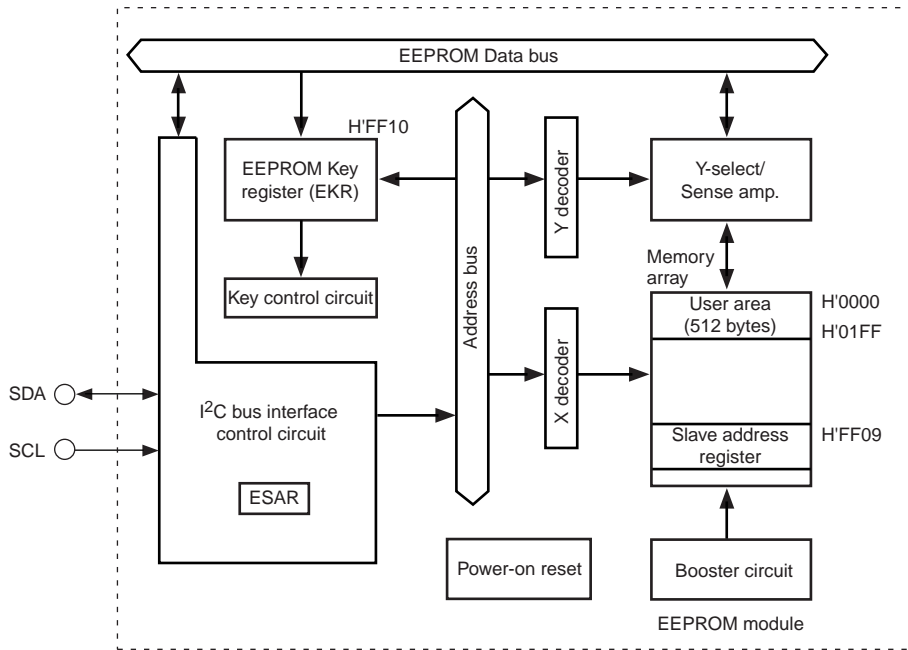 EEPROM Data bus
H'FF10
EEPROM Key
register (EKR)
Y decoder
Y-select/
Sense amp.
Key control circuit
Address bus
Memory
array
User area
(512 bytes)
H'0000
H'01FF
X decoder
SDA
SCL
I²C bus interface
control circuit
Slave address
register
H'FF09
ESAR
Power-on reset
Booster circuit
EEPROM module